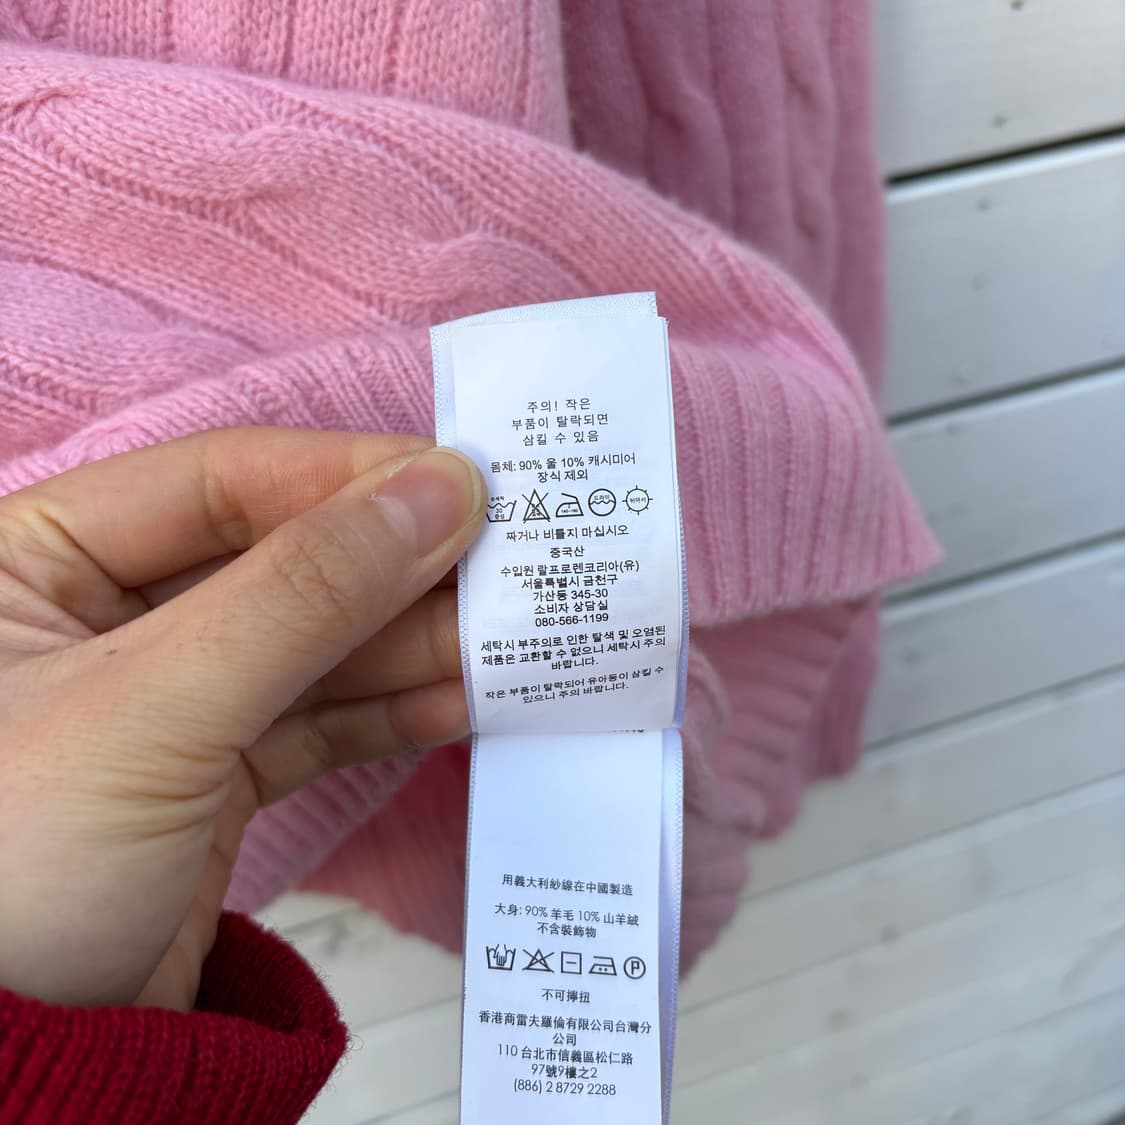 주의! 작은
부품이 탈락되면
삼킬 수 있음
몸체: 90% 울 10% 캐시미어
장식 제외
30
중성
드라이
뉘어서
짜거나 비틀지 마십시오
중국산
수입원 랄프로렌코리아(유)
서울특별시 금천구
가산동 345-30
소비자 상담실
080-566-1199
세탁시 부주의로 인한 탈색 및 오염된
제품은 교환할 수 없으니 세탁시 주의
바랍니다.
작은 부품이 탈락되어 유아동이 삼킬 수
있으니 주의 바랍니다.
用義大利紗線在中國製造
大身: 90% 羊毛 10% 山羊絨
不含裝飾物
P
不可擰扭
香港商雷夫羅倫有限公司台灣分
公司
110 台北市信義區松仁路
97號9樓之2
(886) 2 8729 2288